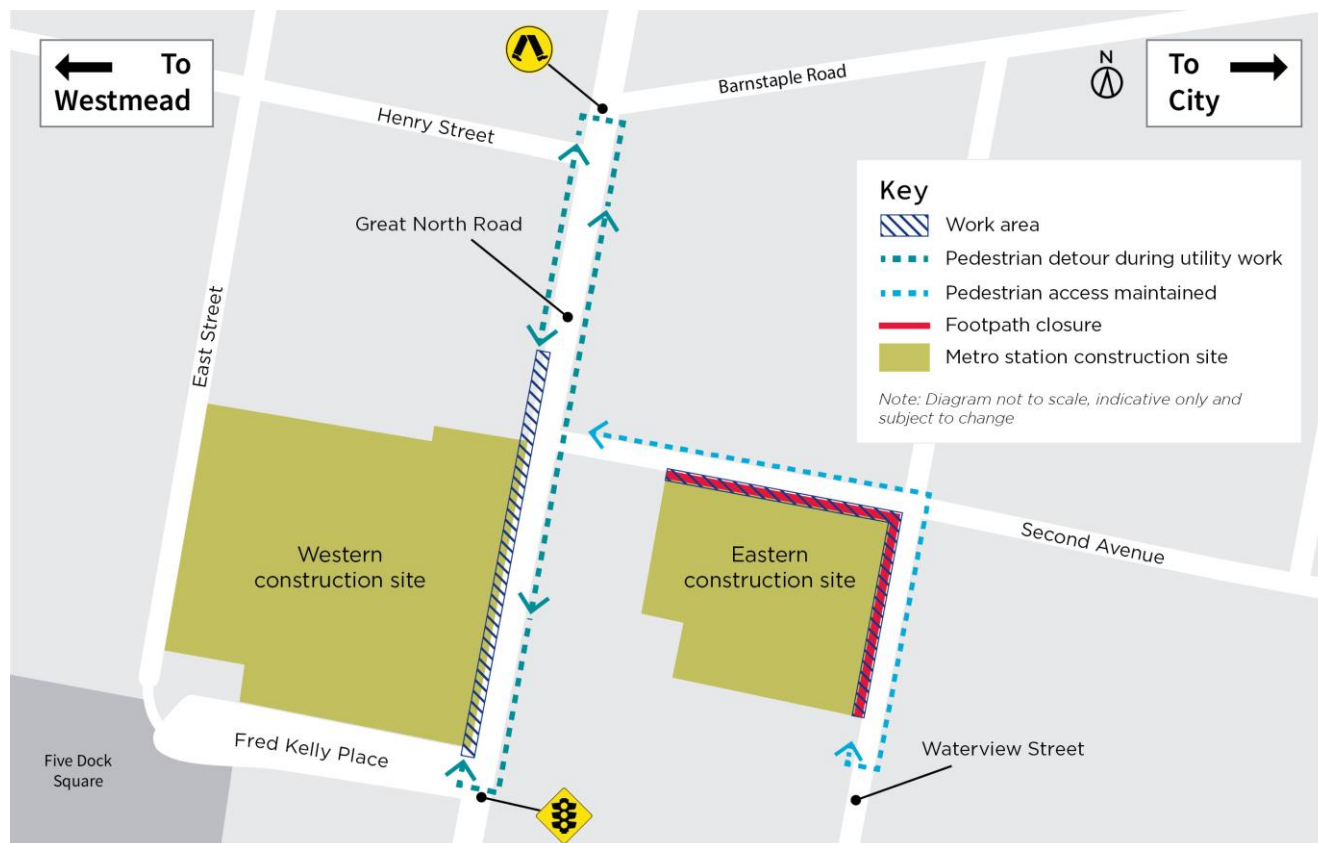 To
Westmead
Henry Street
Barnstaple Road
N
To
City
Great North Road
East Street
Key
Work area
Pedestrian detour during utility work
Pedestrian access maintained
Footpath closure
Metro station construction site
Note: Diagram not to scale, indicative only and
subject to change
Western
construction site
Eastern
construction site
Second Avenue
Fred Kelly Place
Five Dock
Square
Waterview Street